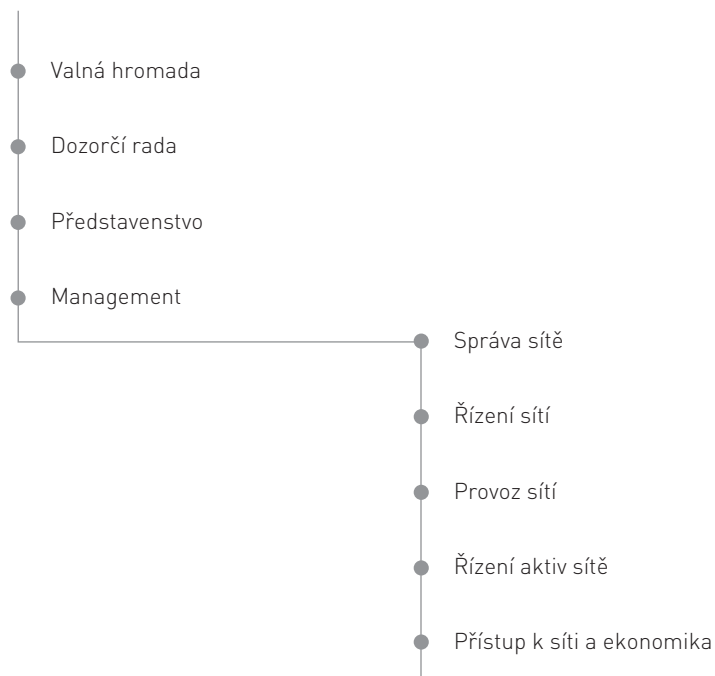 Valná hromada
Dozorčí rada
Představenstvo
Management
Správa sítě
Řízení sítí
Provoz sítí
Řízení aktiv sítě
Přístup k síti a ekonomika